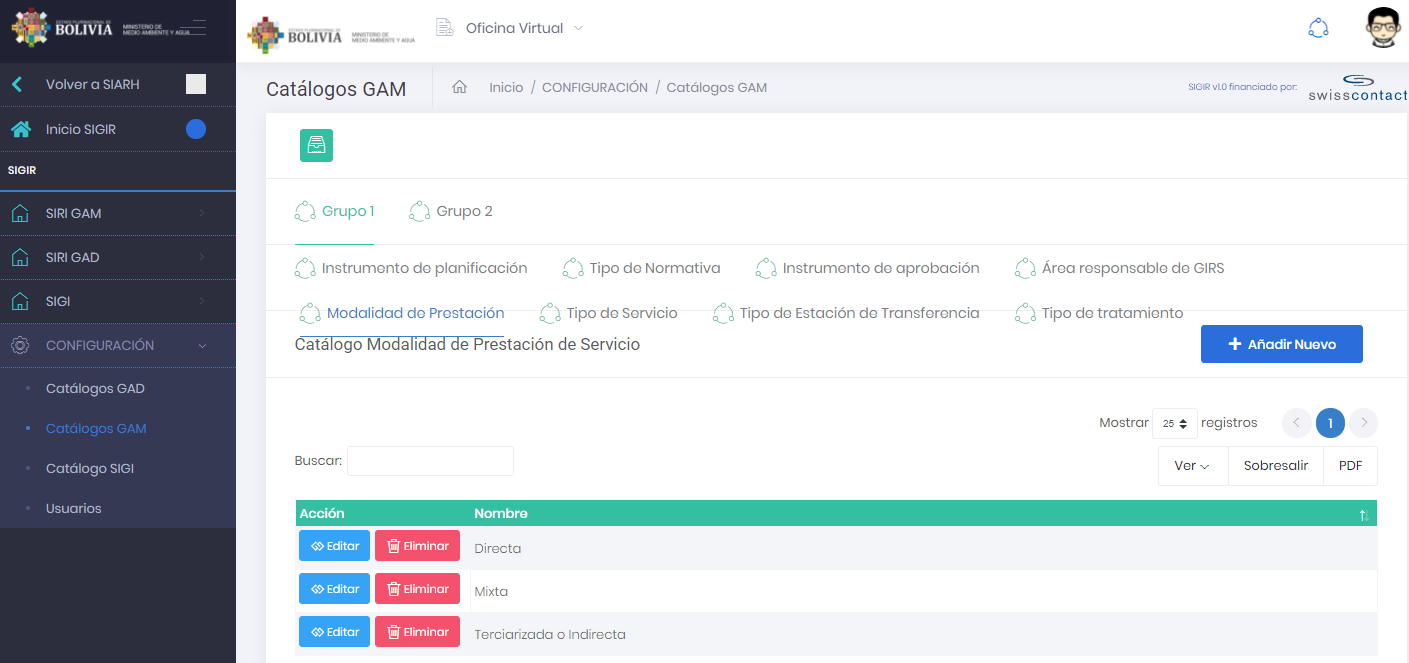 ESTADO PLURINACIONAL DE
BOLIVIA
MINISTERIO DE
MEDIO AMBIENTE Y AGUA
Volver a SIARH
Inicio SIGIR
SIGIR
SIRI GAM
SIRI GAD
SIGI
CONFIGURACIÓN
Catálogos GAD
Catálogos GAM
Catálogo SIGI
Usuarios
ESTADO PLURINACIONAL DE
BOLIVIA
MINISTERIO DE
MEDIO AMBIENTE Y AGUA
Oficina Virtual
Catálogos GAM
Inicio / CONFIGURACIÓN / Catálogos GAM
SIGIR v1.0 financiado por:
swisscontact
Grupo 1 Grupo 2
Instrumento de planificación Tipo de Normativa Instrumento de aprobación Área responsable de GIRS
Modalidad de Prestación Tipo de Servicio Tipo de Estación de Transferencia Tipo de tratamiento
Catálogo Modalidad de Prestación de Servicio
Añadir Nuevo
Mostrar 25 registros 1
Buscar:
Ver Sobresalir PDF
Acción Nombre
Editar Eliminar Directa
Editar Eliminar Mixta
Editar Eliminar Terciarizada o Indirecta